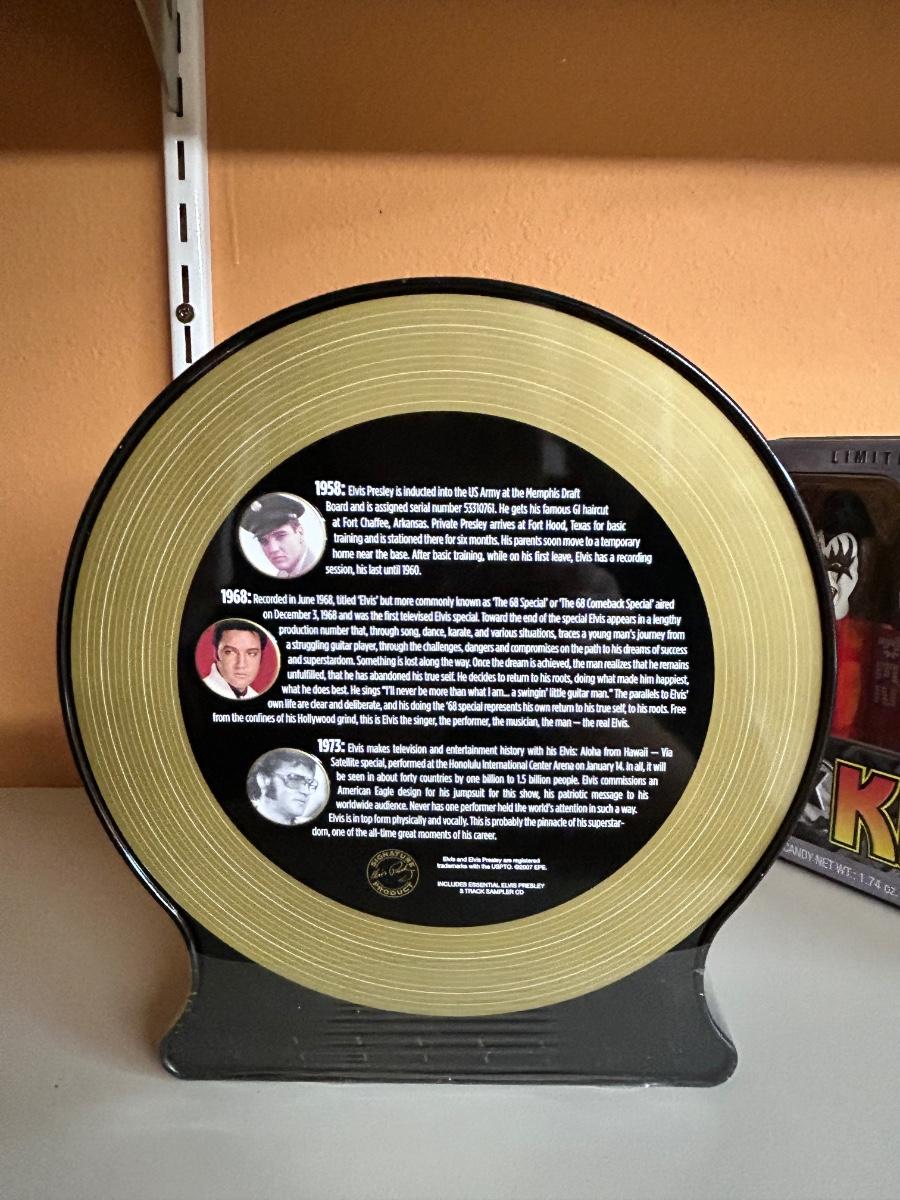 1958: Elvis Presley is inducted into the US Army at the Memphis Draft
Board and is assigned serial number 53310761. He gets his famous GI haircut
at Fort Chaffee, Arkansas. Private Presley arrives at Fort Hood, Texas for basic
training and is stationed there for six months. His parents soon move to a temporary
home near the base. After basic training, while on his first leave, Elvis has a recording
session, his last until 1960.
1968: Recorded in June 1968, titled 'Elvis' but more commonly known as 'The 68 Special' or 'The 68 Comeback Special' aired
on December 3, 1968 and was the first televised Elvis special. Toward the end of the special Elvis appears in a lengthy
production number that, through song, dance, karate, and various situations, traces a young man's journey from
a struggling guitar player, through the challenges, dangers and compromises on the path to his dreams of success
and superstardom. Something is lost along the way. Once the dream is achieved, the man realizes that he remains
unfulfilled, that he has abandoned his true self. He decides to return to his roots, doing what made him happiest,
what he does best. He sings "I'll never be more than what I am... a swingin' little guitar man." The parallels to Elvis'
own life are clear and deliberate, and his doing the '68 special represents his own return to his true self, to his roots. Free
from the confines of his Hollywood grind, this is Elvis the singer, the performer, the musician, the man — the real Elvis.
1973: Elvis makes television and entertainment history with his Elvis: Aloha from Hawaii — Via
Satellite special, performed at the Honolulu International Center Arena on January 14. In all, it will
be seen in about forty countries by one billion to 1.5 billion people. Elvis commissions an
American Eagle design for his jumpsuit for this show, his patriotic message to his
worldwide audience. Never has one performer held the world's attention in such a way.
Elvis is in top form physically and vocally. This is probably the pinnacle of his superstar-
dom, one of the all-time great moments of his career.
SIGNATURE
Elvis Presley
PRODUCT
Elvis and Elvis Presley are registered
trademarks with the USPTO. ©2007 EPE.
INCLUDES ESSENTIAL ELVIS PRESLEY
3 TRACK SAMPLER CD
LIMIT
K
CANDY NET WT.: 1.74 oz